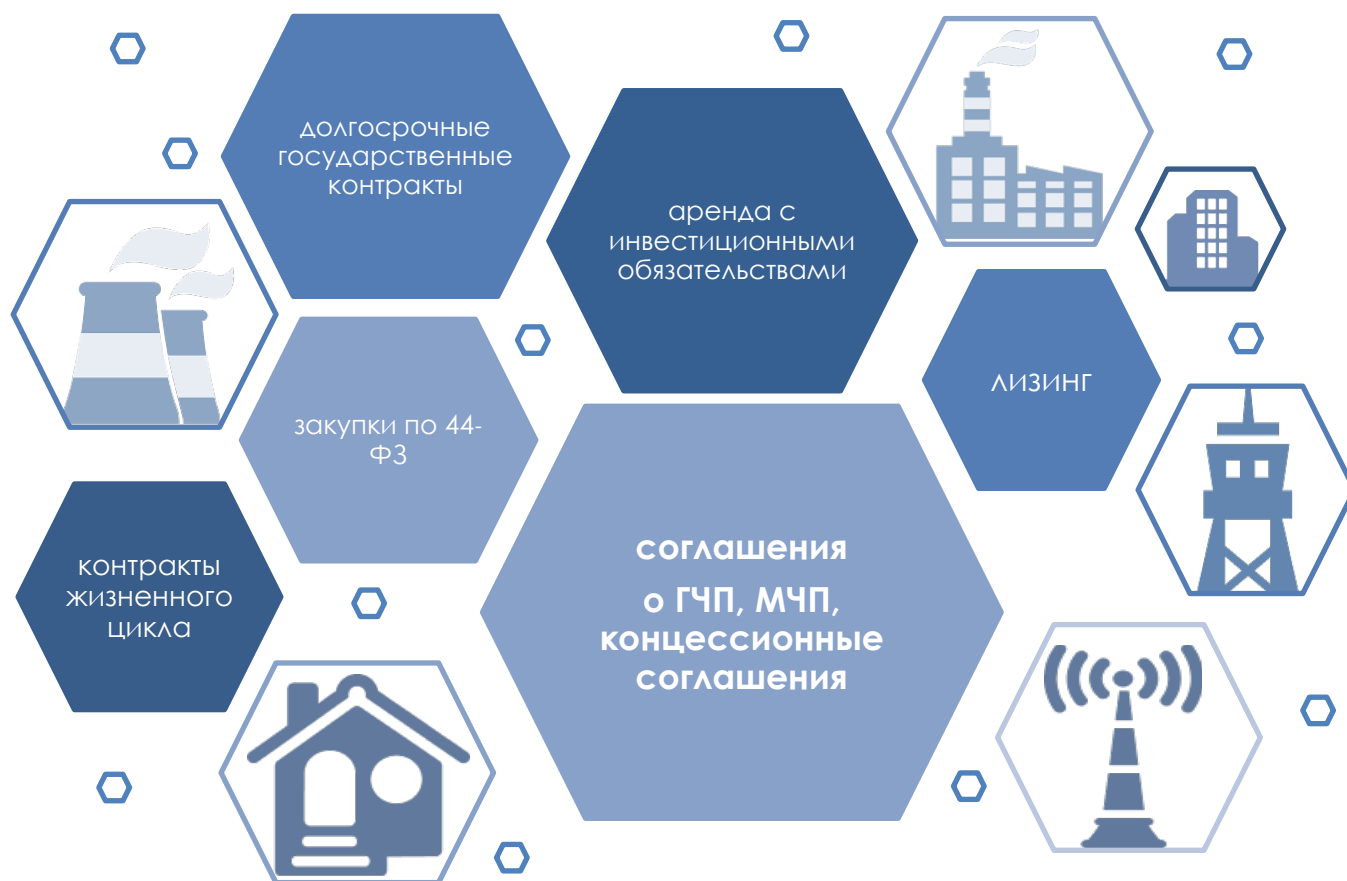 долгосрочные
государственные
контракты
аренда с
инвестиционными
обязательствами
лизинг
закупки по 44-
ФЗ
контракты
жизненного
цикла
соглашения
о ГЧП, МЧП,
концессионные
соглашения